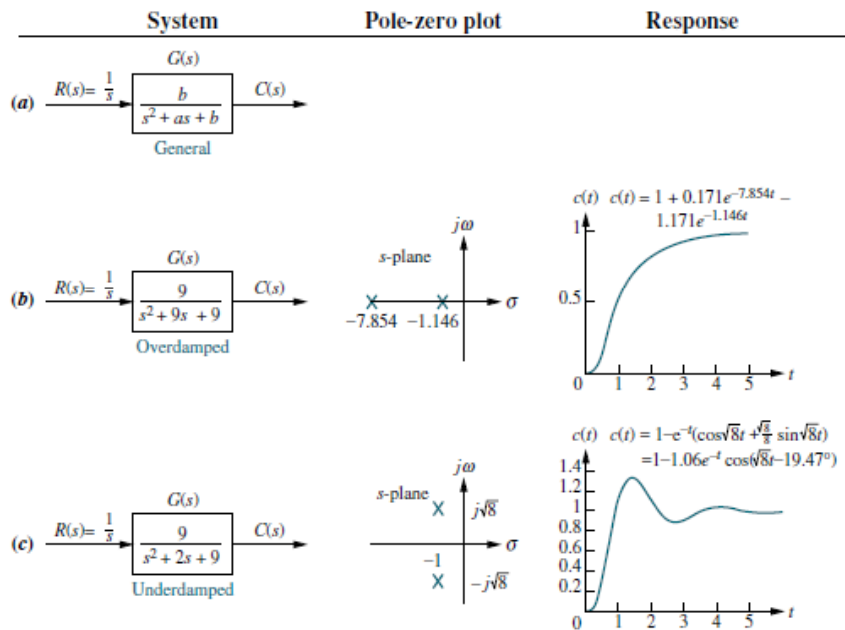 System Pole-zero plot Response
G(s)
(a) R(s)= 1/s b/(s² + as + b) C(s)
General
c(t) c(t) = 1 + 0.171e^−7.854t −
1.171e^−1.146t
jω
1
s-plane
G(s)
(b) R(s)= 1/s 9/(s² + 9s + 9) C(s)
σ
0.5
−7.854 −1.146
Overdamped
0 1 2 3 4 5 t
c(t) c(t) = 1−e^−t(cos√8t + √8/8 sin√8t)
=1−1.06e^−t cos(√8t−19.47°)
jω
1.4
1.2
1
0.8
0.6
0.4
0.2
s-plane
j√8
G(s)
(c) R(s)= 1/s 9/(s² + 2s + 9) C(s)
σ
−1
−j√8
Underdamped
0 1 2 3 4 5 t